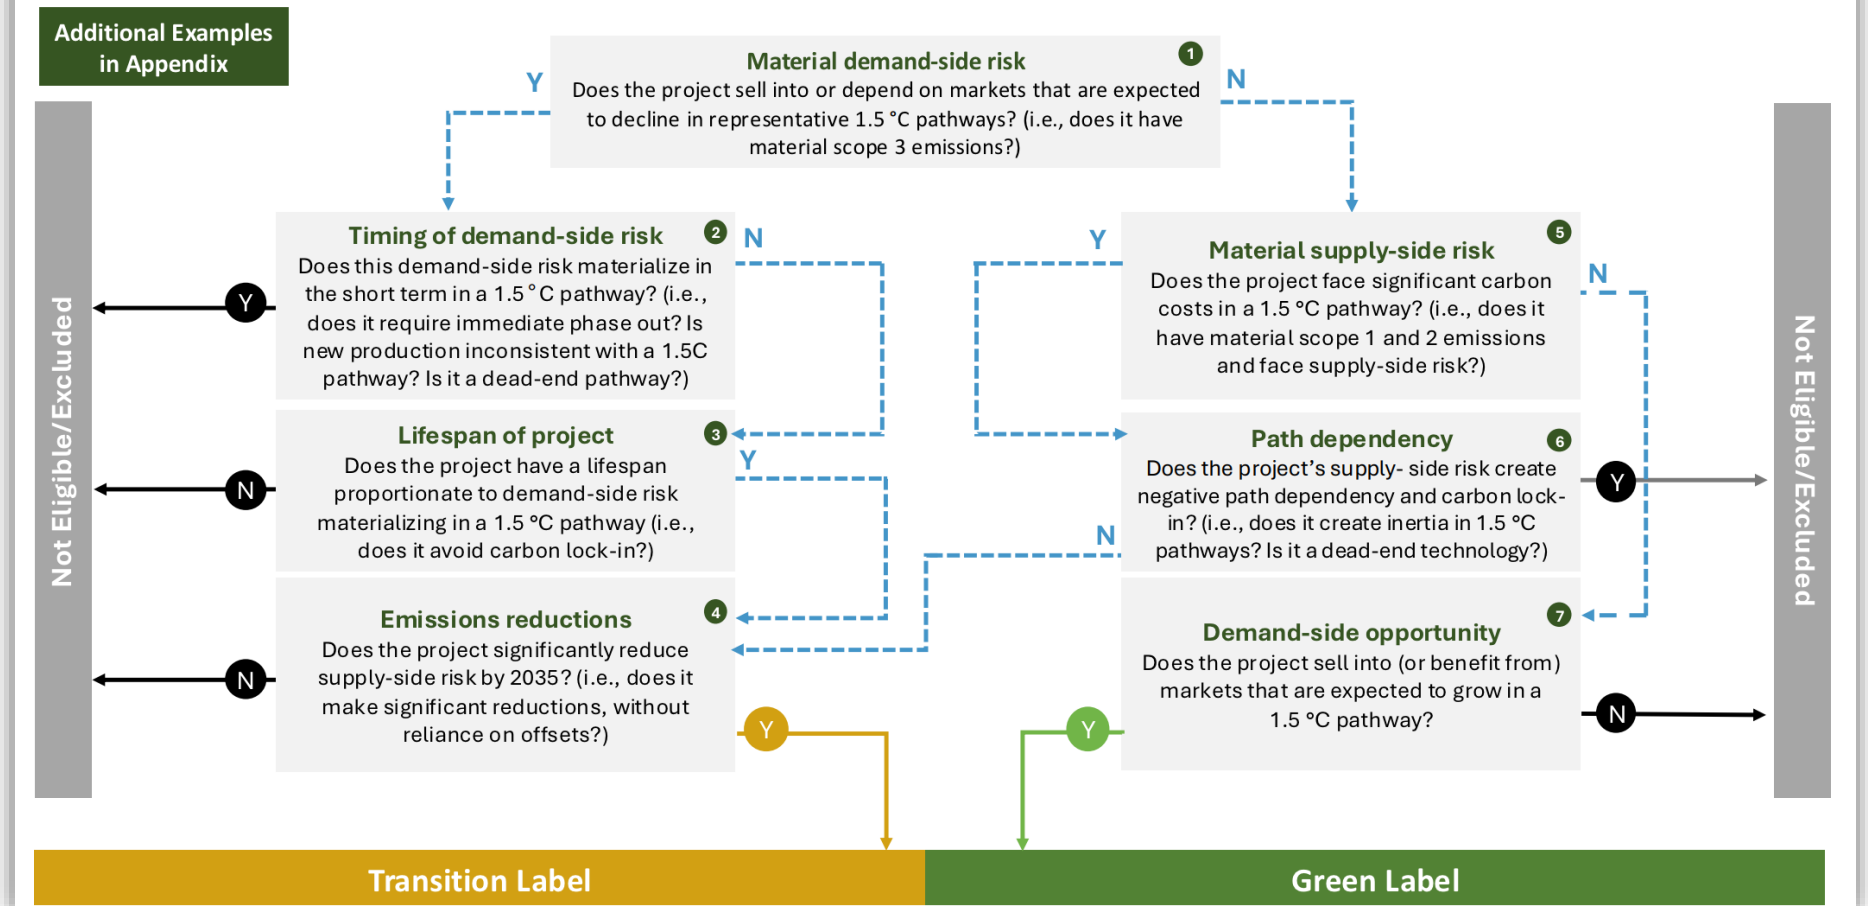 Additional Examples
in Appendix
Material demand-side risk
1
Does the project sell into or depend on markets that are expected
to decline in representative 1.5 °C pathways? (i.e., does it have
material scope 3 emissions?)
Y
N
Not Eligible/Excluded
Timing of demand-side risk
2
Does this demand-side risk materialize in
the short term in a 1.5°C pathway? (i.e.,
does it require immediate phase out? Is
new production inconsistent with a 1.5C
pathway? Is it a dead-end pathway?)
Y
N
Lifespan of project
3
Does the project have a lifespan
proportionate to demand-side risk
materializing in a 1.5 °C pathway (i.e.,
does it avoid carbon lock-in?)
N
Y
Emissions reductions
4
Does the project significantly reduce
supply-side risk by 2035? (i.e., does it
make significant reductions, without
reliance on offsets?)
N
Y
Material supply-side risk
5
Does the project face significant carbon
costs in a 1.5 °C pathway? (i.e., does it
have material scope 1 and 2 emissions
and face supply-side risk?)
Y
N
Path dependency
6
Does the project's supply- side risk create
negative path dependency and carbon lock-
in? (i.e., does it create inertia in 1.5 °C
pathways? Is it a dead-end technology?)
N
Y
Demand-side opportunity
7
Does the project sell into (or benefit from)
markets that are expected to grow in a
1.5 °C pathway?
Y
N
Not Eligible/Excluded
Transition Label
Green Label